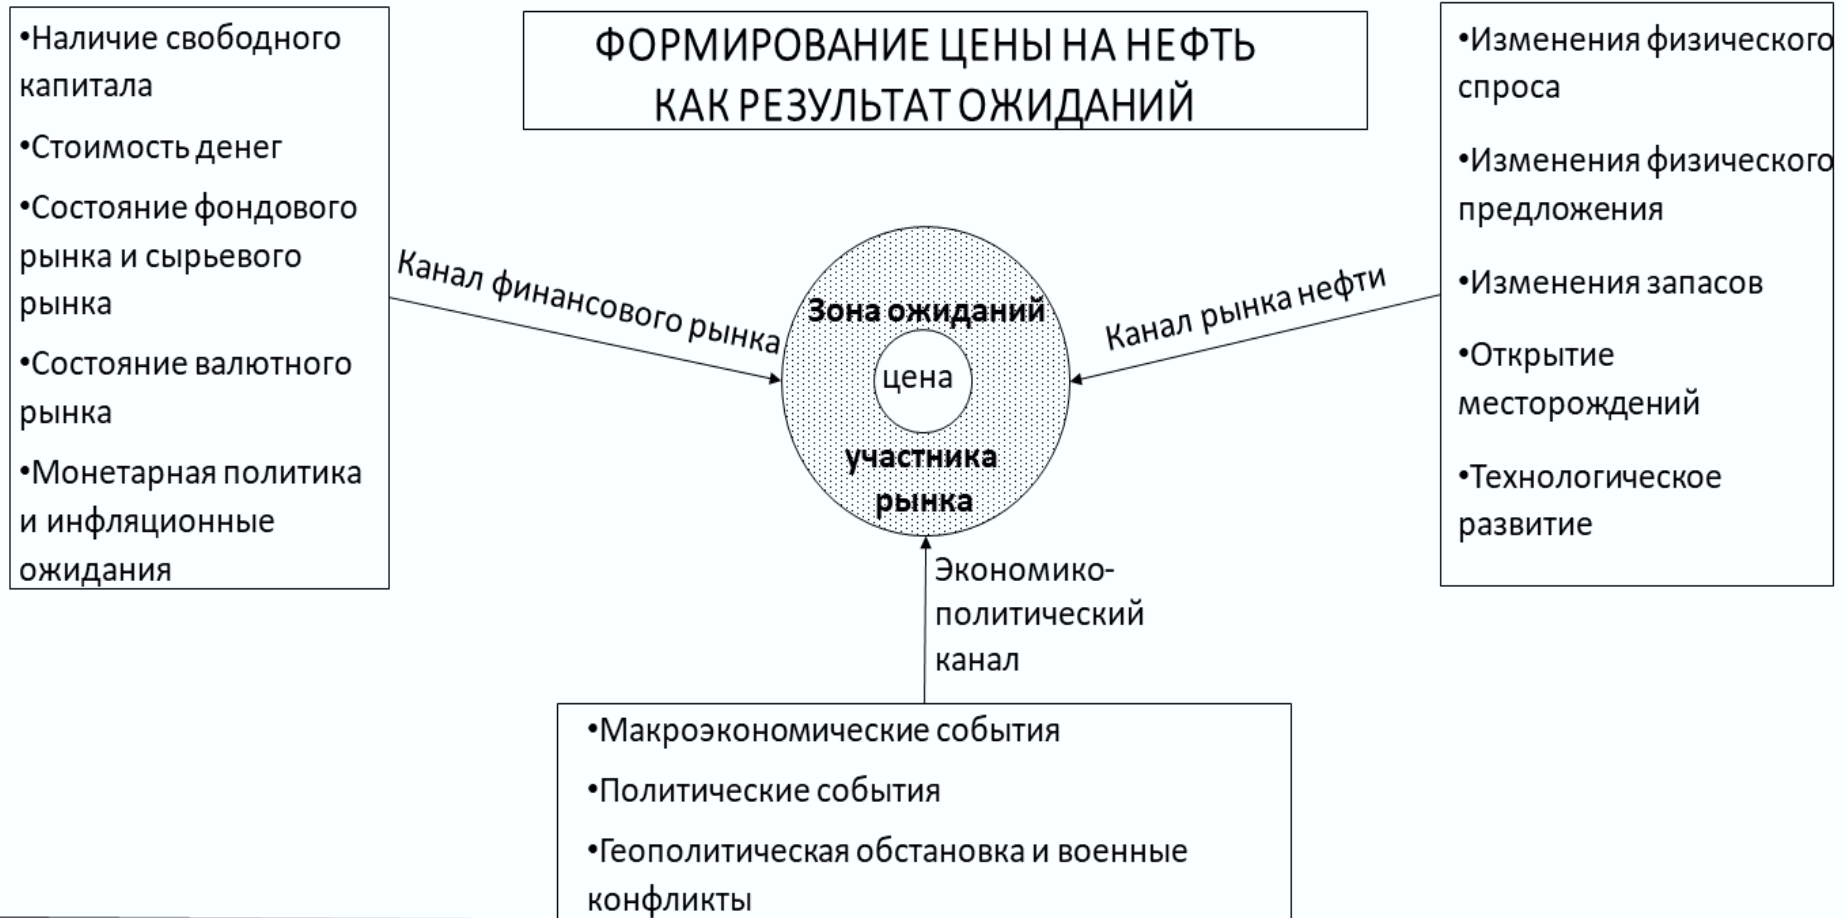 ФОРМИРОВАНИЕ ЦЕНЫ НА НЕФТЬ
КАК РЕЗУЛЬТАТ ОЖИДАНИЙ
•Наличие свободного
капитала
•Стоимость денег
•Состояние фондового
рынка и сырьевого
рынка
•Состояние валютного
рынка
•Монетарная политика
и инфляционные
ожидания
Канал финансового рынка
Зона ожиданий
цена
участника
рынка
Канал рынка нефти
•Изменения физического
спроса
•Изменения физического
предложения
•Изменения запасов
•Открытие
месторождений
•Технологическое
развитие
Экономико-
политический
канал
•Макроэкономические события
•Политические события
•Геополитическая обстановка и военные
конфликты